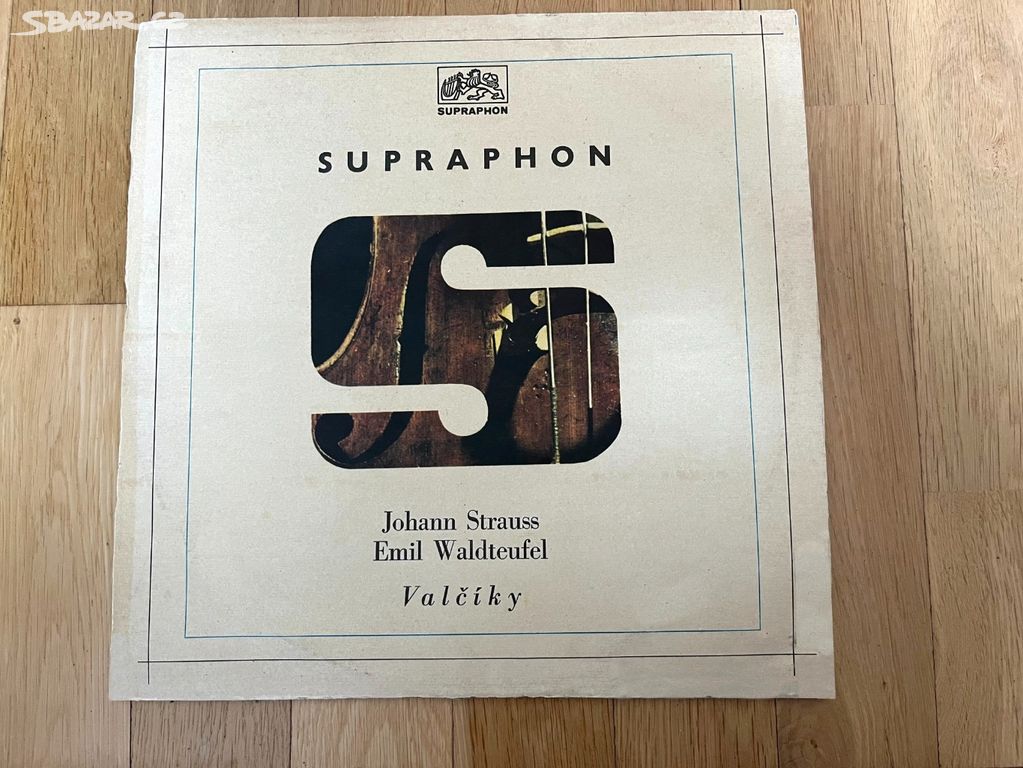 SBAZAR.CZ
SUPRAPHON
SUPRAPHON
Johann Strauss
Emil Waldteufel
Valčíky